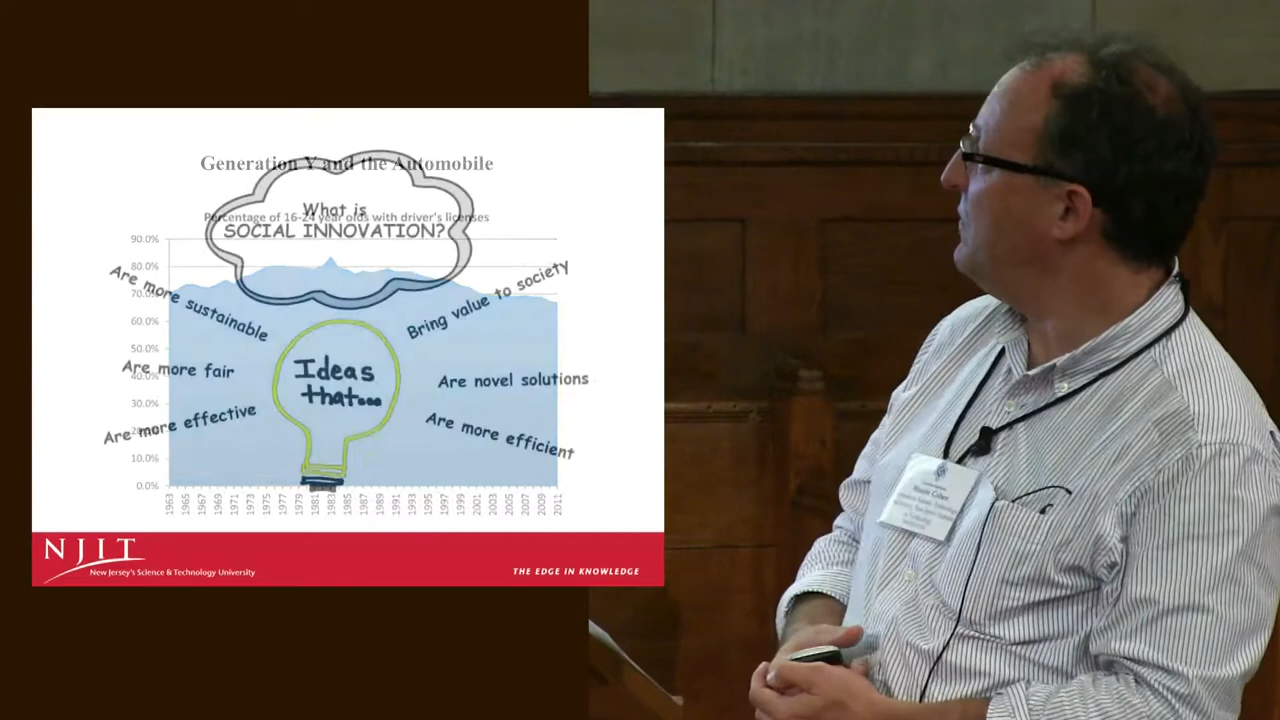 Generation Y and the Automobile
Percentage of 16-24 year olds with driver's licenses
What is
SOCIAL INNOVATION?
90.0%
80.0%
70.0%
60.0%
50.0%
40.0%
30.0%
20.0%
10.0%
0.0%
Are more sustainable
Bring value to society
Are more fair
Ideas
that...
Are novel solutions
Are more effective
Are more efficient
1963 1965 1967 1969 1971 1973 1975 1977 1979 1981 1983 1985 1987 1989 1991 1993 1995 1997 1999 2001 2003 2005 2007 2009 2011
NJIT
New Jersey's Science & Technology University
THE EDGE IN KNOWLEDGE
Cohen